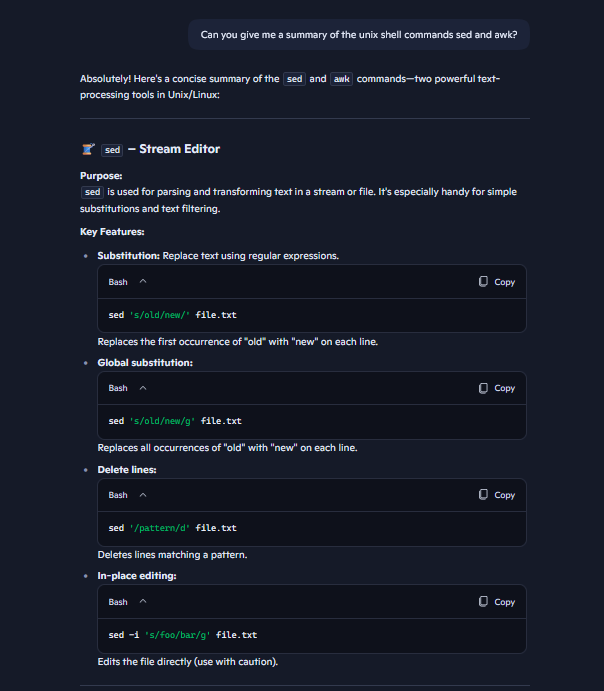 Can you give me a summary of the unix shell commands sed and awk?
Absolutely! Here's a concise summary of the sed and awk commands—two powerful text-
processing tools in Unix/Linux:
sed – Stream Editor
Purpose:
sed is used for parsing and transforming text in a stream or file. It's especially handy for simple
substitutions and text filtering.
Key Features:
• Substitution: Replace text using regular expressions.
Bash Copy
sed 's/old/new/' file.txt
Replaces the first occurrence of "old" with "new" on each line.
• Global substitution:
Bash Copy
sed 's/old/new/g' file.txt
Replaces all occurrences of "old" with "new" on each line.
• Delete lines:
Bash Copy
sed '/pattern/d' file.txt
Deletes lines matching a pattern.
• In-place editing:
Bash Copy
sed -i 's/foo/bar/g' file.txt
Edits the file directly (use with caution).